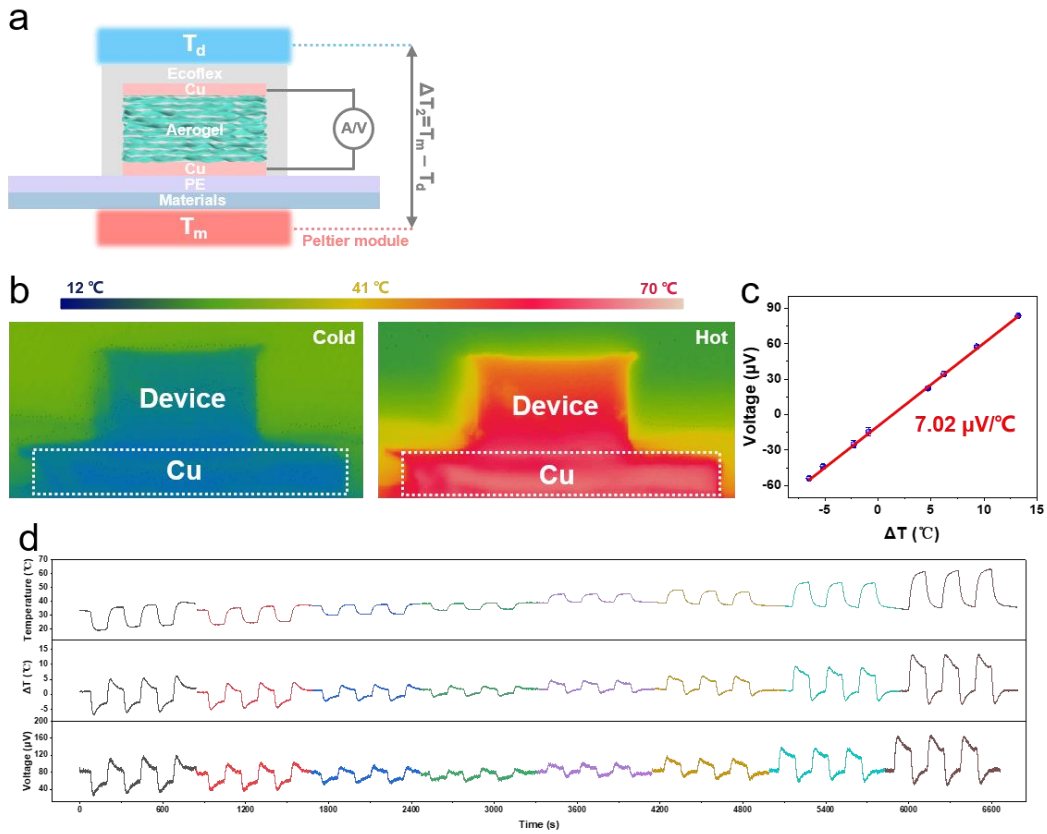 a
T_d
Ecoflex
Cu
Aerogel
A/V
Cu
PE
Materials
T_m
Peltier module
ΔT₂=T_m − T_d
b
12 ℃
41 ℃
70 ℃
Cold
Device
Cu
Hot
Device
Cu
c
Voltage (μV)
90
60
30
0
-30
-60
7.02 μV/℃
-5
0
5
10
15
ΔT (℃)
d
Temperature (℃)
70
60
50
40
30
20
ΔT (℃)
15
10
5
0
-5
Voltage (μV)
200
160
120
80
40
0
600
1200
1800
2400
3000
3600
4200
4800
5400
6000
6600
Time (s)